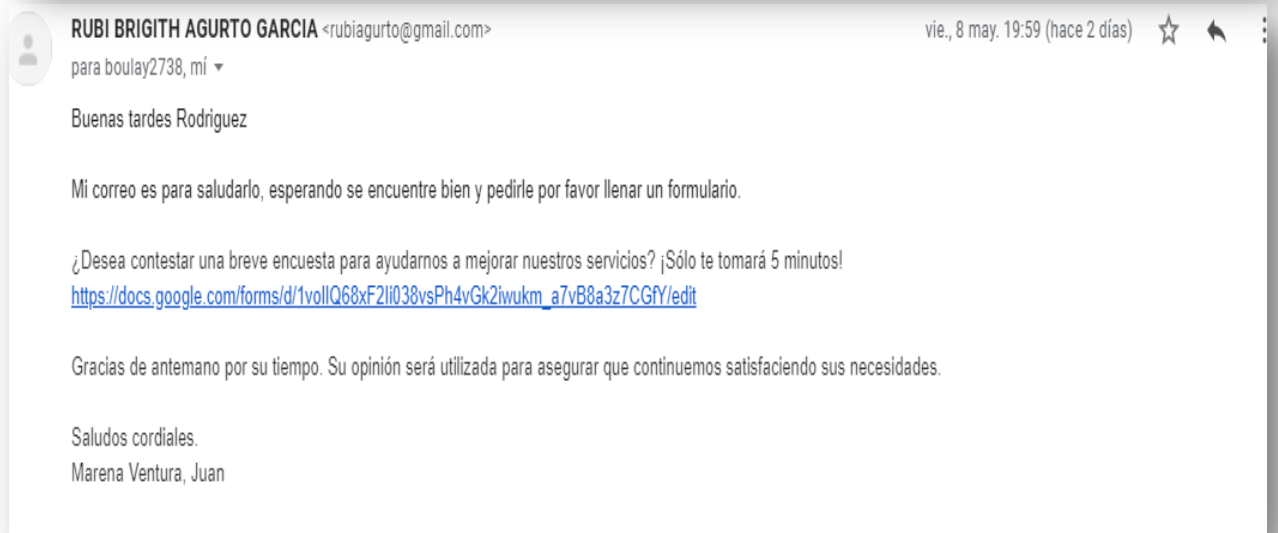 RUBI BRIGITH AGURTO GARCIA <rubiagurto@gmail.com> vie., 8 may. 19:59 (hace 2 días)
para boulay2738, mí
Buenas tardes Rodriguez
Mi correo es para saludarlo, esperando se encuentre bien y pedirle por favor llenar un formulario.
¿Desea contestar una breve encuesta para ayudarnos a mejorar nuestros servicios? ¡Sólo te tomará 5 minutos!
https://docs.google.com/forms/d/1vollQ68xF2li038vsPh4vGk2iwukm_a7vB8a3z7CGfY/edit
Gracias de antemano por su tiempo. Su opinión será utilizada para asegurar que continuemos satisfaciendo sus necesidades.
Saludos cordiales.
Marena Ventura, Juan